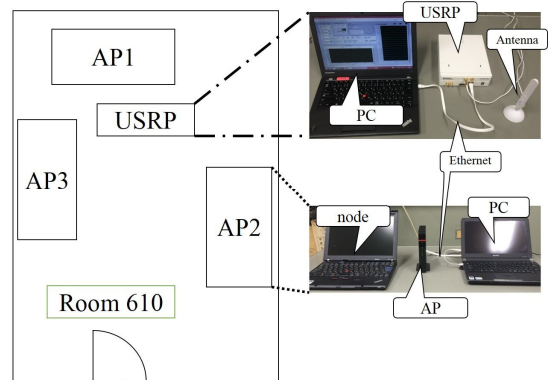 AP1
USRP
AP3
AP2
Room 610
USRP
Antenna
PC
Ethernet
node
PC
AP